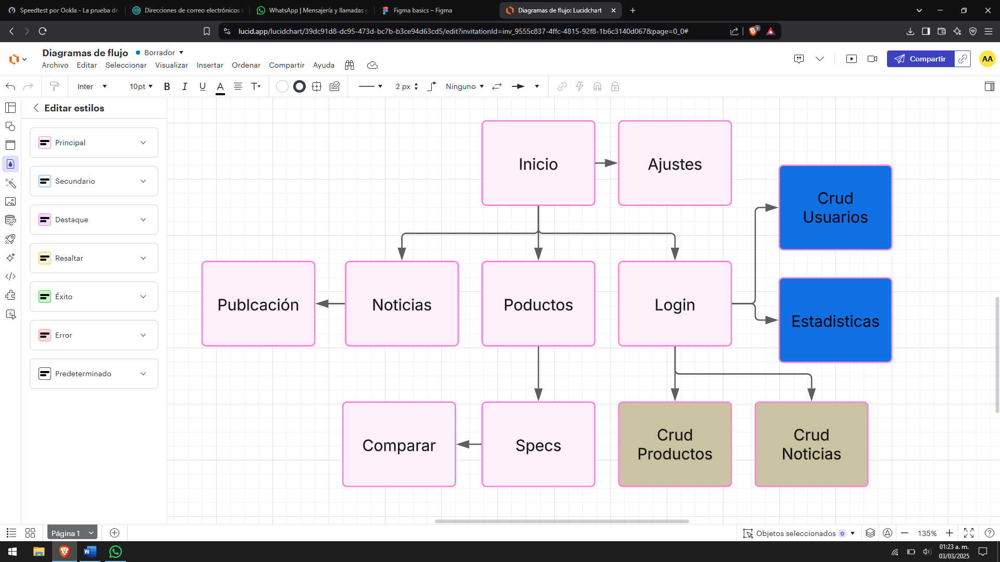 Speedtest por Ookla - La prueba de
Direcciones de correo electrónicos t
WhatsApp | Mensajería y llamadas g
Figma basics – Figma
Diagramas de flujo: Lucidchart
lucid.app/lucidchart/39dc91d8-dc95-473d-bc7b-b3ce94d63cd5/edit?invitationId=inv_9555c837-4ffc-4815-92f8-1b6c3140d067&page=0_0#
1
Diagramas de flujo
Borrador
Archivo
Editar
Seleccionar
Visualizar
Insertar
Ordenar
Compartir
Ayuda
Compartir
AA
Inter
10pt
B
I
U
A
T
2 px
Ninguno
Editar estilos
Principal
Secundario
Destaque
Resaltar
Éxito
Error
Predeterminado
Inicio
Ajustes
Crud
Usuarios
Publcación
Noticias
Poductos
Login
Estadisticas
Comparar
Specs
Crud
Productos
Crud
Noticias
Página 1
Objetos seleccionados
0
135%
01:23 a. m.
03/03/2025